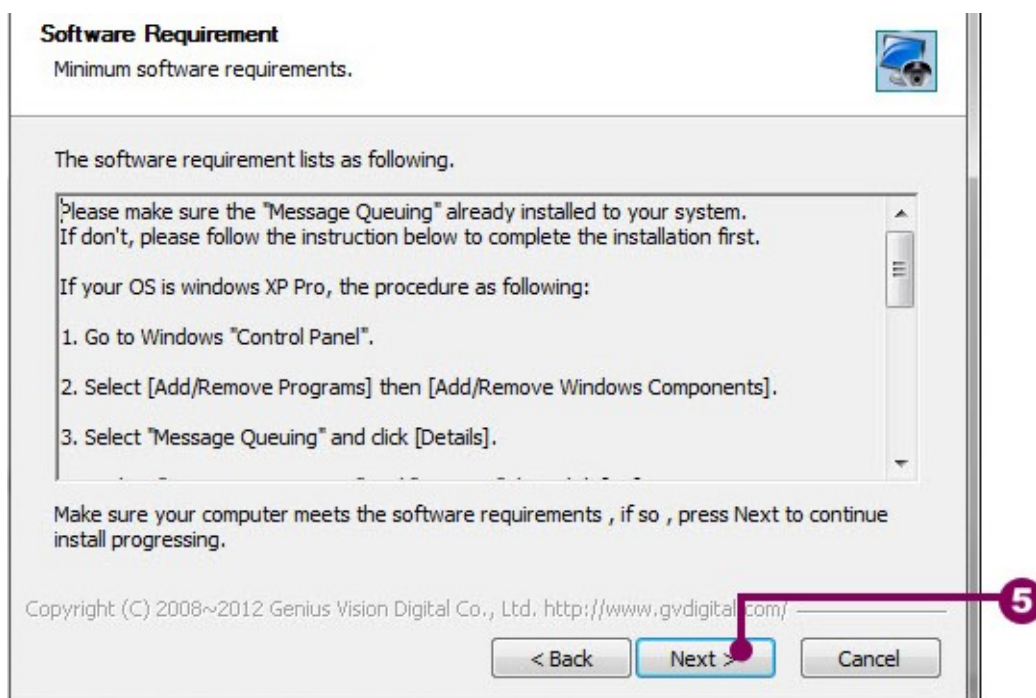 Software Requirement
Minimum software requirements.
The software requirement lists as following.
Please make sure the "Message Queuing" already installed to your system.
If don't, please follow the instruction below to complete the installation first.
If your OS is windows XP Pro, the procedure as following:
1. Go to Windows "Control Panel".
2. Select [Add/Remove Programs] then [Add/Remove Windows Components].
3. Select "Message Queuing" and click [Details].
Make sure your computer meets the software requirements , if so , press Next to continue
install progressing.
Copyright (C) 2008~2012 Genius Vision Digital Co., Ltd. http://www.gvdigital.com/
5
< Back Next > Cancel